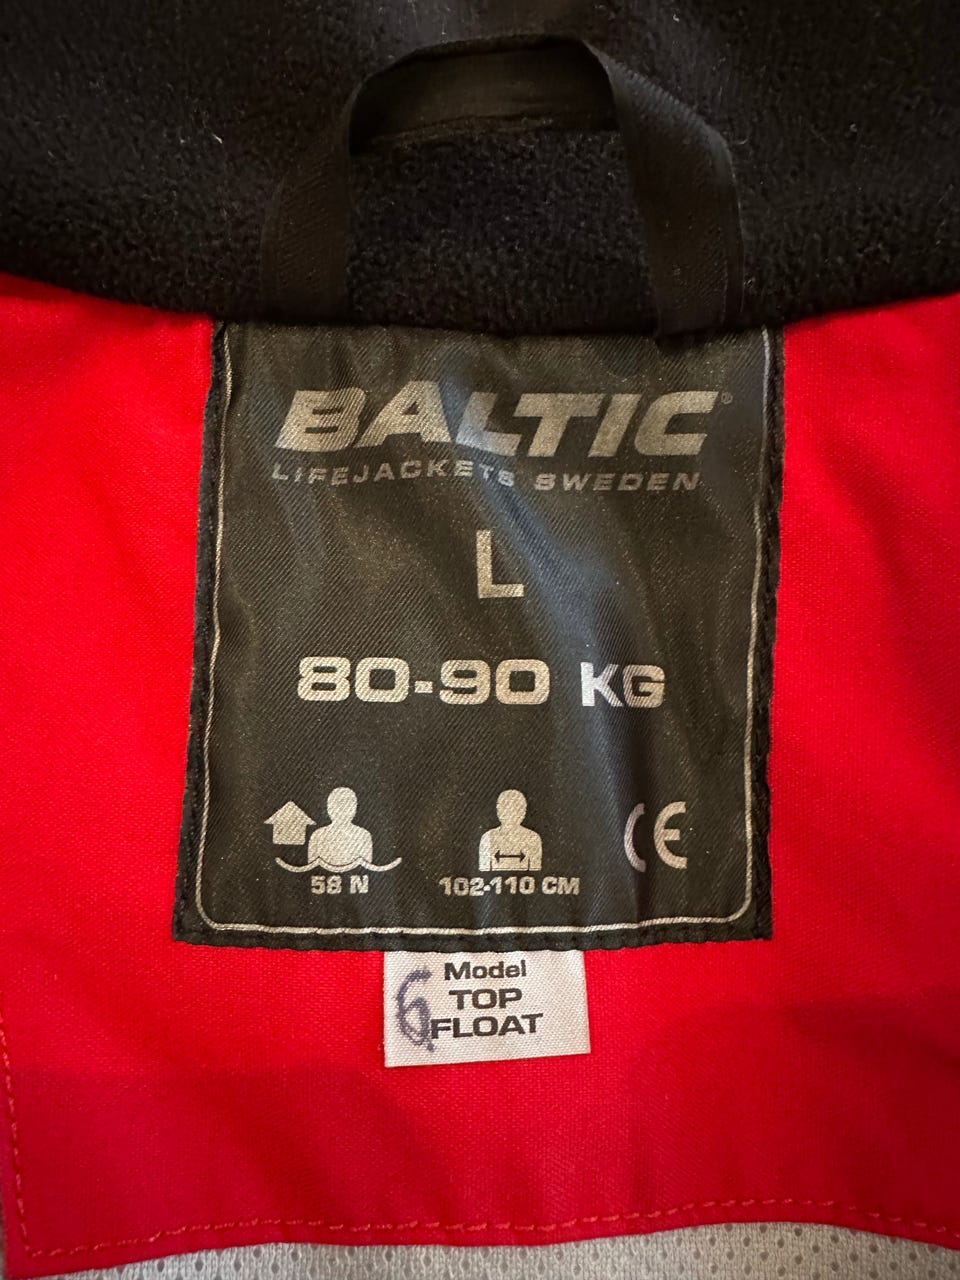 BALTIC®
LIFEJACKETS SWEDEN
L
80-90 KG
58 N
102-110 CM
CE
Model
TOP
FLOAT
6